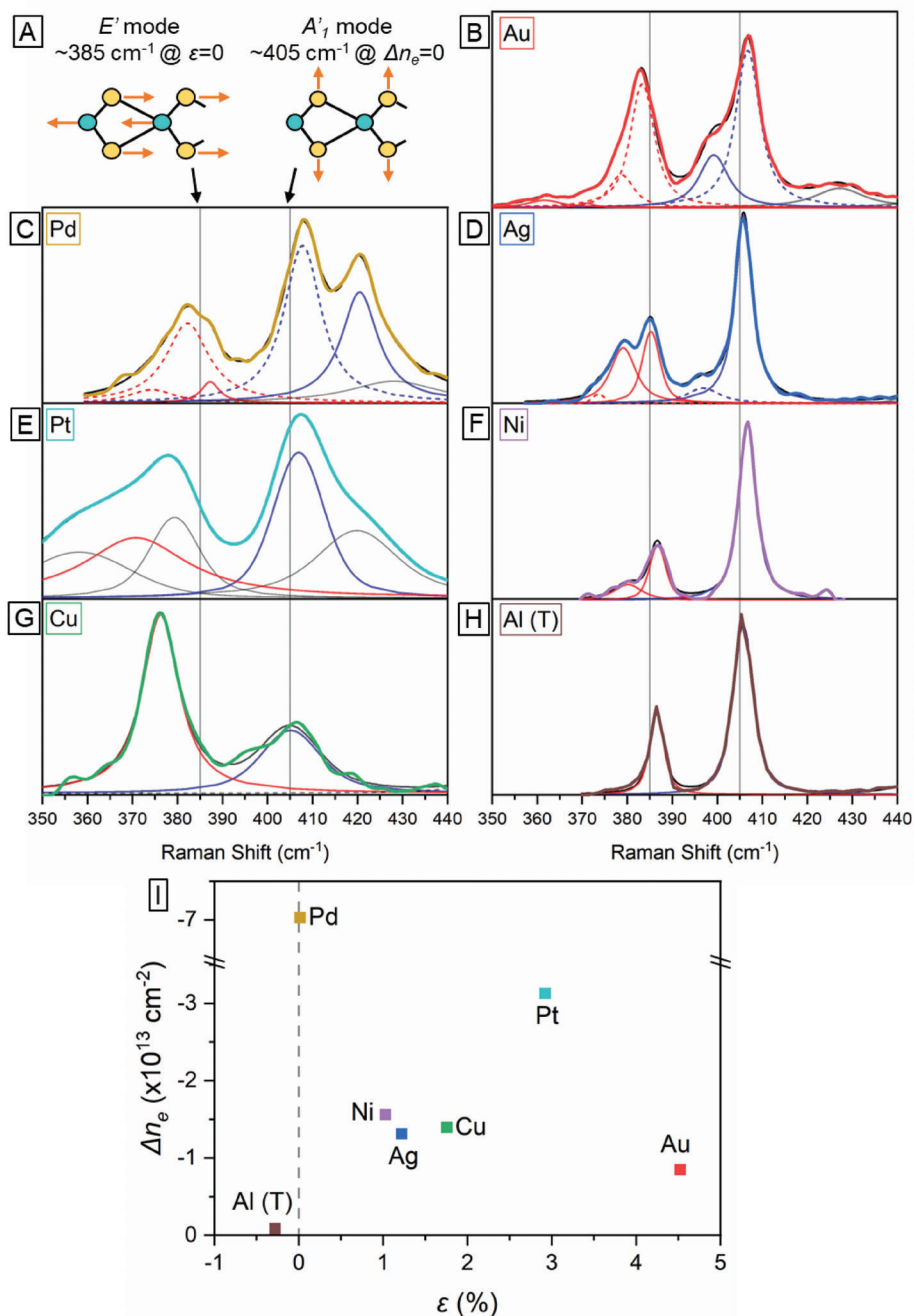 A
E' mode
~385 cm⁻¹ @ ε=0
A'₁ mode
~405 cm⁻¹ @ Δnₑ=0
B Au
C Pd
D Ag
E Pt
F Ni
G Cu
H Al (T)
350 360 370 380 390 400 410 420 430 440
Raman Shift (cm⁻¹)
350 360 370 380 390 400 410 420 430 440
Raman Shift (cm⁻¹)
I
-7
-3
-2
-1
0
Δnₑ (x10¹³ cm⁻²)
Pd
Pt
Ni
Ag
Cu
Au
Al (T)
-1 0 1 2 3 4 5
ε (%)